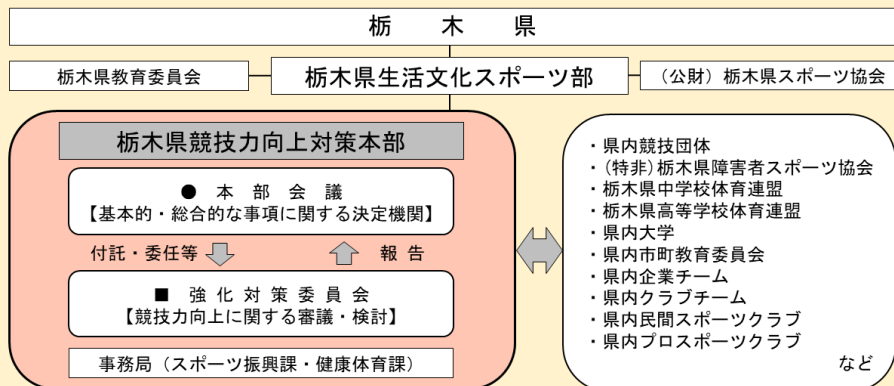 栃木県
栃木県教育委員会
栃木県生活文化スポーツ部
（公財）栃木県スポーツ協会
栃木県競技力向上対策本部
● 本部会議
【基本的・総合的な事項に関する決定機関】
付託・委任等
報告
■ 強化対策委員会
【競技力向上に関する審議・検討】
事務局（スポーツ振興課・健康体育課）
・県内競技団体
・（特非）栃木県障害者スポーツ協会
・栃木県中学校体育連盟
・栃木県高等学校体育連盟
・県内大学
・県内市町教育委員会
・県内企業チーム
・県内クラブチーム
・県内民間スポーツクラブ
・県内プロスポーツクラブ
など